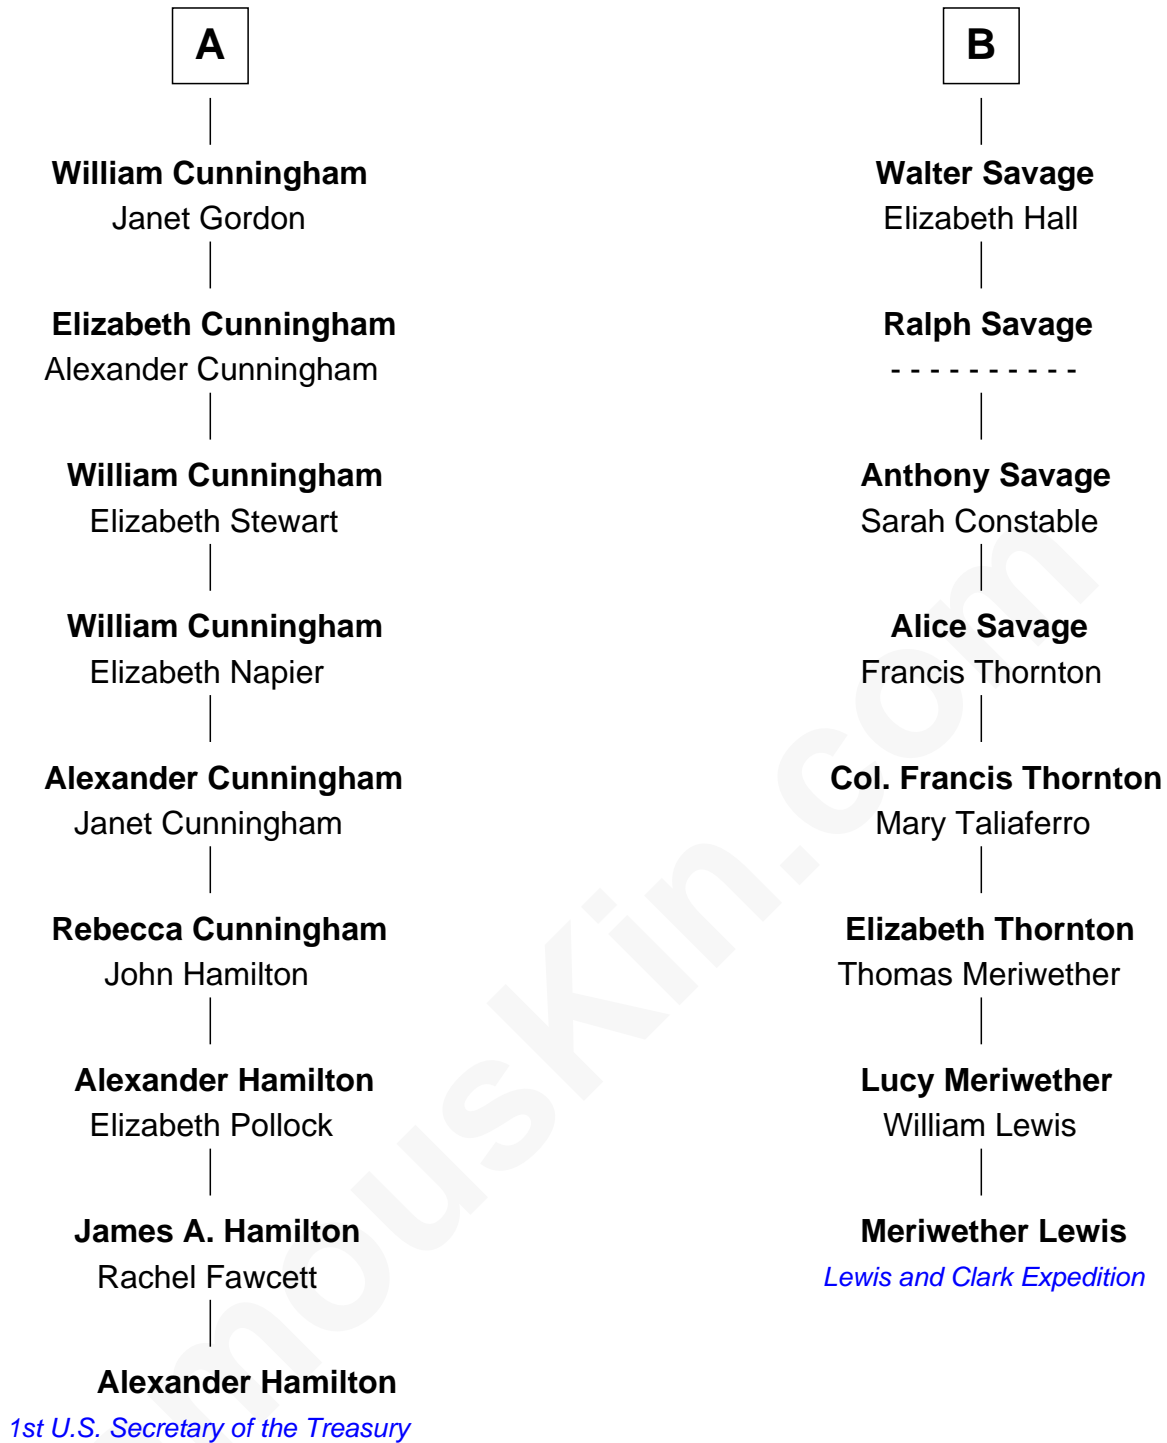 A
William Cunningham
Janet Gordon
Elizabeth Cunningham
Alexander Cunningham
William Cunningham
Elizabeth Stewart
William Cunningham
Elizabeth Napier
Alexander Cunningham
Janet Cunningham
Rebecca Cunningham
John Hamilton
Alexander Hamilton
Elizabeth Pollock
James A. Hamilton
Rachel Fawcett
Alexander Hamilton
1st U.S. Secretary of the Treasury
B
Walter Savage
Elizabeth Hall
Ralph Savage
- - - - - - - - - -
Anthony Savage
Sarah Constable
Alice Savage
Francis Thornton
Col. Francis Thornton
Mary Taliaferro
Elizabeth Thornton
Thomas Meriwether
Lucy Meriwether
William Lewis
Meriwether Lewis
Lewis and Clark Expedition
mousKin.com